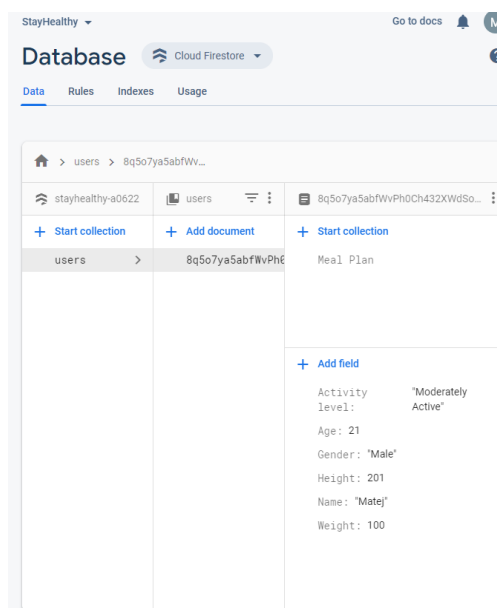 StayHealthy
Go to docs
M
Database
Cloud Firestore
?
Data Rules Indexes Usage
> users > 8q5o7ya5abfWv...
stayhealthy-a0622
users
8q5o7ya5abfWvPh0Ch432XWdSo...
+ Start collection
+ Add document
+ Start collection
users >
8q5o7ya5abfWvPh0
Meal Plan
+ Add field
Activity level: "Moderately Active"
Age: 21
Gender: "Male"
Height: 201
Name: "Matej"
Weight: 100